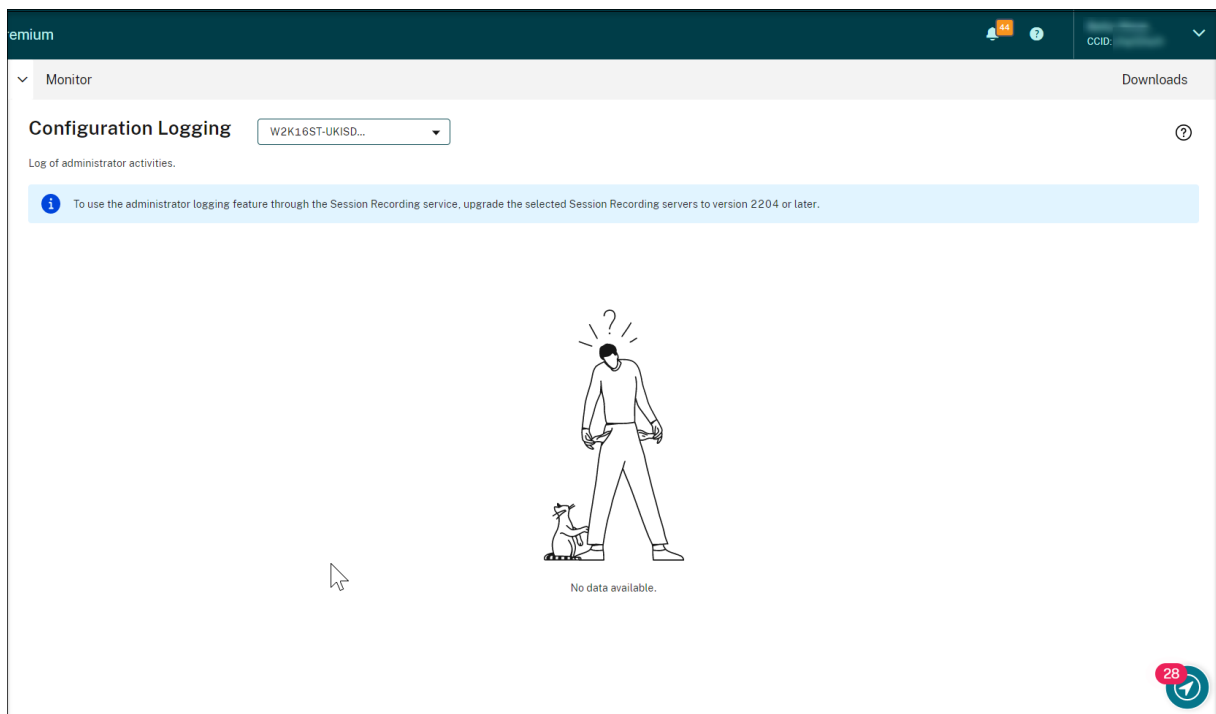 emium
44
?
CCID:
Monitor
Downloads
Configuration Logging
W2K16ST-UKISD...
?
Log of administrator activities.
i
To use the administrator logging feature through the Session Recording service, upgrade the selected Session Recording servers to version 2204 or later.
?
No data available.
28